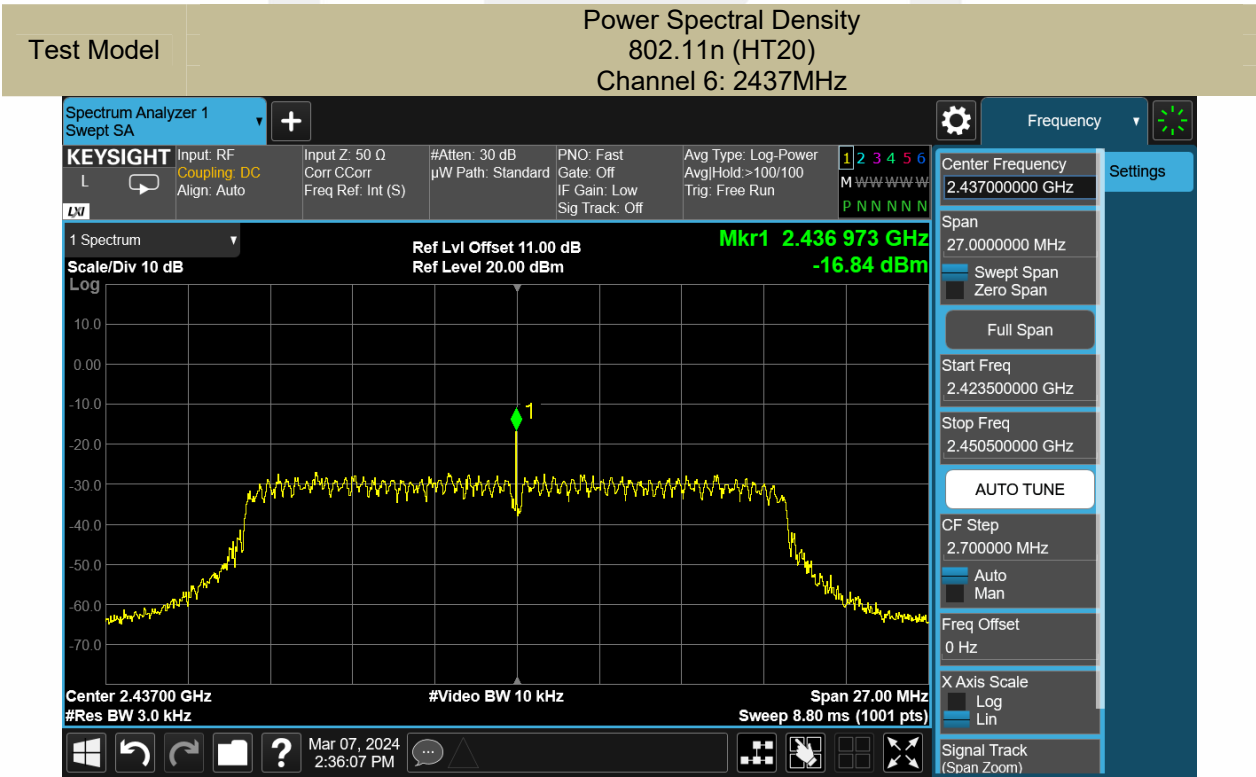 Test Model
Power Spectral Density
802.11n (HT20)
Channel 6: 2437MHz
Spectrum Analyzer 1
Swept SA
Frequency
KEYSIGHT
L
LXI
Input: RF
Coupling: DC
Align: Auto
Input Z: 50 Ω
Corr CCorr
Freq Ref: Int (S)
#Atten: 30 dB
µW Path: Standard
PNO: Fast
Gate: Off
IF Gain: Low
Sig Track: Off
Avg Type: Log-Power
Avg|Hold:>100/100
Trig: Free Run
1 2 3 4 5 6
M W W W W W
P N N N N N
Center Frequency
2.437000000 GHz
Settings
Span
27.0000000 MHz
Swept Span
Zero Span
Full Span
Start Freq
2.423500000 GHz
Stop Freq
2.450500000 GHz
AUTO TUNE
CF Step
2.700000 MHz
Auto
Man
Freq Offset
0 Hz
X Axis Scale
Log
Lin
Signal Track
(Span Zoom)
1 Spectrum
Scale/Div 10 dB
Ref Lvl Offset 11.00 dB
Ref Level 20.00 dBm
Mkr1 2.436 973 GHz
-16.84 dBm
Log
10.0
0.00
-10.0
-20.0
-30.0
-40.0
-50.0
-60.0
-70.0
1
Center 2.43700 GHz
#Res BW 3.0 kHz
#Video BW 10 kHz
Span 27.00 MHz
Sweep 8.80 ms (1001 pts)
?
Mar 07, 2024
2:36:07 PM